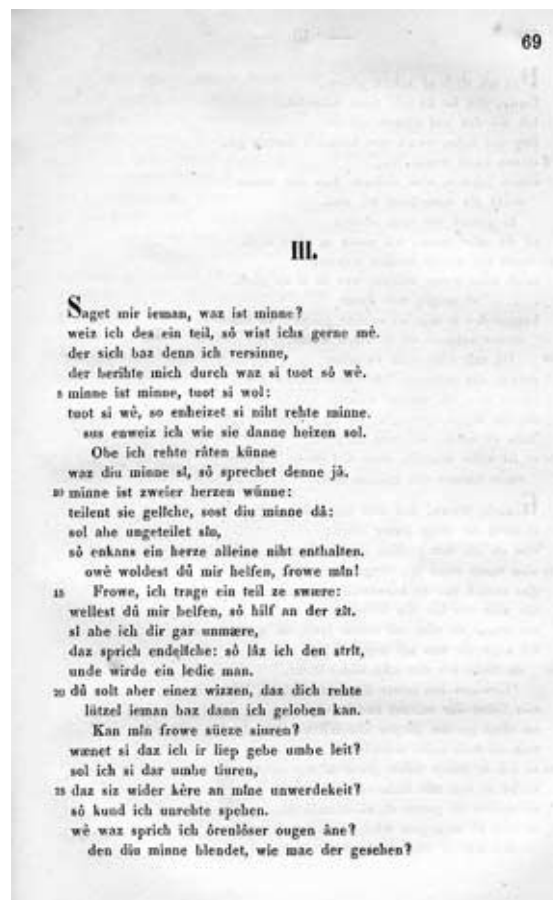 69
III.
Saget mir ieman, waz ist minne?
weiz ich des ein teil, sô wist ichs gerne mê.
der sich baz denn ich versinne,
der berihte mich durch waz si tuot sô wê.
5 minne ist minne, tuot si wol:
tuot si wê, so enheizet si niht rehte minne.
sus enweiz ich wie sie danne heizen sol.
Obe ich rehte râten künne
waz diu minne sî, sô sprechet denne jâ.
10 minne ist zweier herzen wünne:
teilent sie gelîche, sost diu minne dâ:
sol abe ungeteilet sîn,
sô enkans ein herze alleine niht enthalten.
owê woldest dû mir helfen, frowe mîn!
15 Frowe, ich trage ein teil ze swære:
wellest dû mir helfen, sô hilf an der zît.
sî abe ich dir gar unmære,
daz sprich endelîche: sô lâz ich den strît,
unde wirde ein ledic man.
20 dû solt aber einez wizzen, daz dich rehte
lützel ieman baz dann ich geloben kan.
Kan mîn frowe süeze siuren?
wænet si daz ich ir liep gebe umbe leit?
sol ich si dar umbe tiuren,
25 daz siz wider kêre an mîne unwerdekeit?
sô kund ich unrehte spehen.
wê waz sprich ich ôrenlôser ougen âne?
den diu minne blendet, wie mac der gesehen?